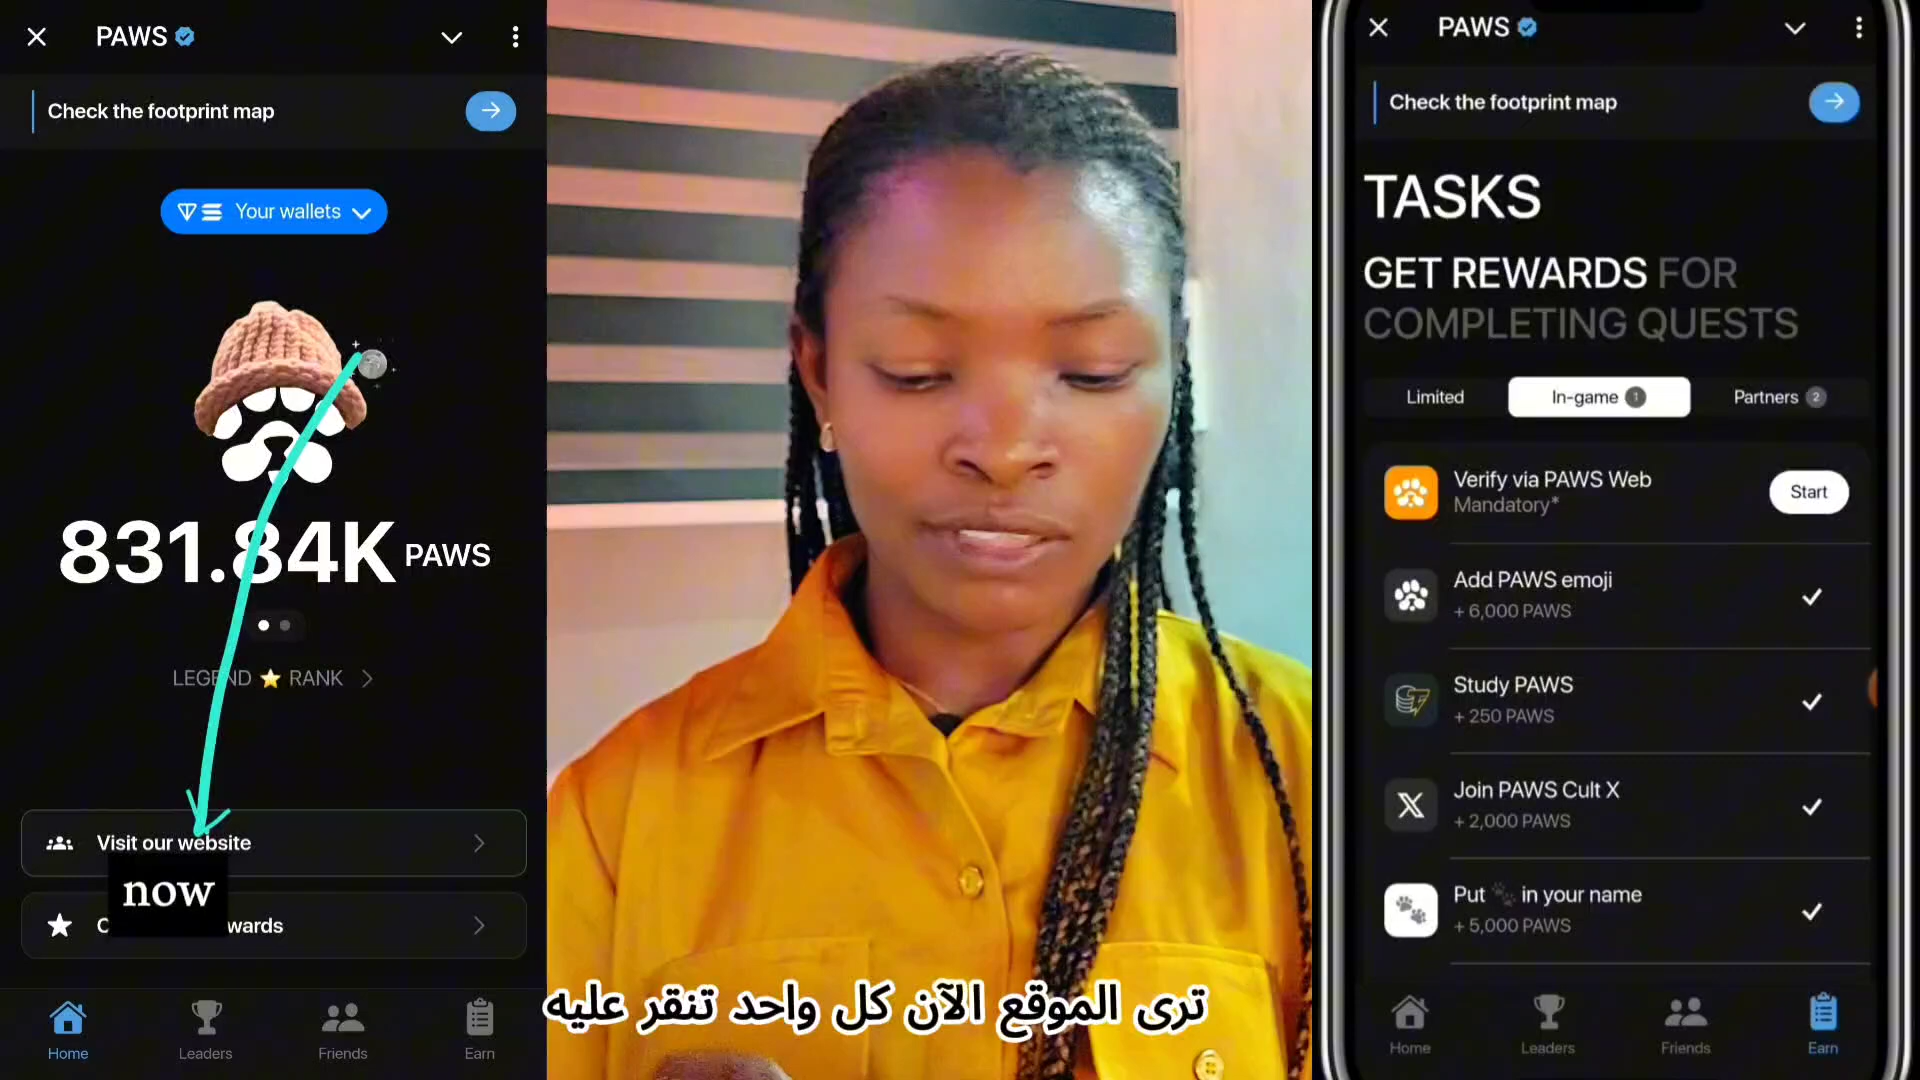 PAWS
Check the footprint map
Your wallets
831.84K PAWS
LEGEND ⭐ RANK
Visit our website
now
C wards
Home
Leaders
Friends
Earn
ترى الموقع الآن كل واحد تنقر عليه
PAWS
Check the footprint map
TASKS
GET REWARDS FOR
COMPLETING QUESTS
Limited
In-game 1
Partners 2
Verify via PAWS Web
Mandatory*
Start
Add PAWS emoji
+ 6,000 PAWS
Study PAWS
+ 250 PAWS
Join PAWS Cult X
+ 2,000 PAWS
Put 🐾 in your name
+ 5,000 PAWS
Home
Leaders
Friends
Earn